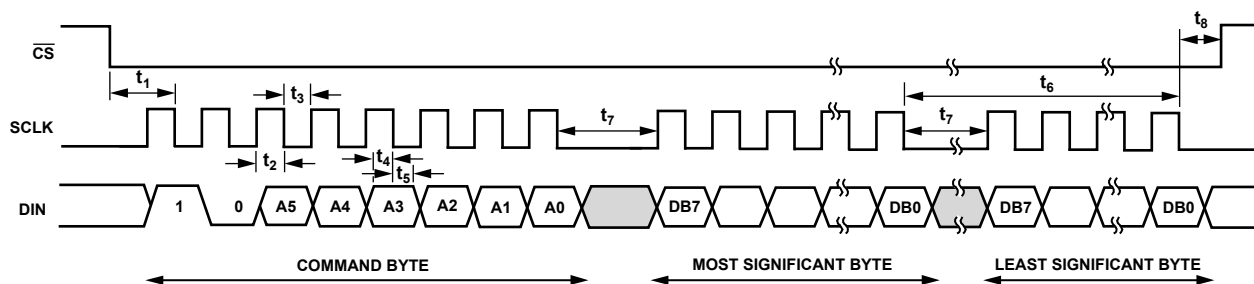 CS
t8
t1
t3
t6
SCLK
t7
t7
t2
t4
t5
DIN
1 0 A5 A4 A3 A2 A1 A0 DB7 DB0 DB7 DB0
COMMAND BYTE
MOST SIGNIFICANT BYTE
LEAST SIGNIFICANT BYTE